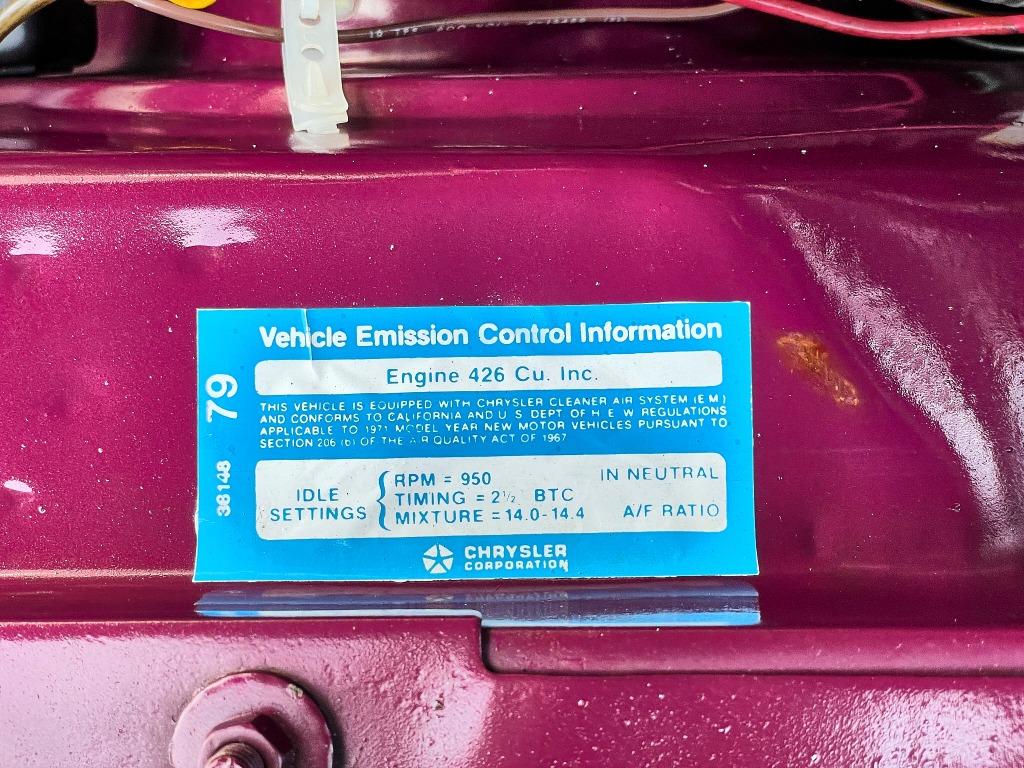 Vehicle Emission Control Information
Engine 426 Cu. Inc.
THIS VEHICLE IS EQUIPPED WITH CHRYSLER CLEANER AIR SYSTEM (E M)
AND CONFORMS TO CALIFORNIA AND U S DEPT OF H E W REGULATIONS
APPLICABLE TO 1971 MODEL YEAR NEW MOTOR VEHICLES PURSUANT TO
SECTION 206 (b) OF THE AIR QUALITY ACT OF 1967
79
38148
IDLE SETTINGS
RPM = 950 IN NEUTRAL
TIMING = 2 1/2 BTC
MIXTURE = 14.0-14.4 A/F RATIO
CHRYSLER
CORPORATION